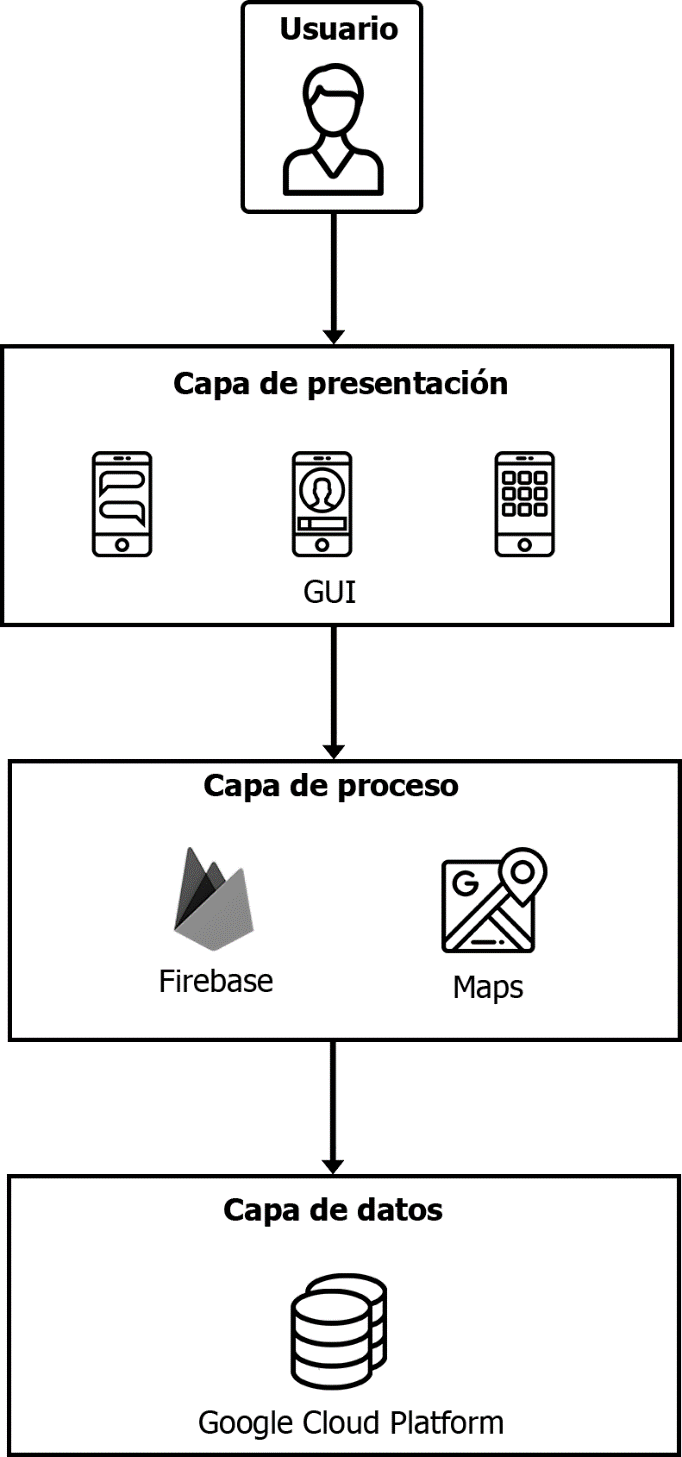 Usuario
Capa de presentación
GUI
Capa de proceso
G
Firebase
Maps
Capa de datos
Google Cloud Platform